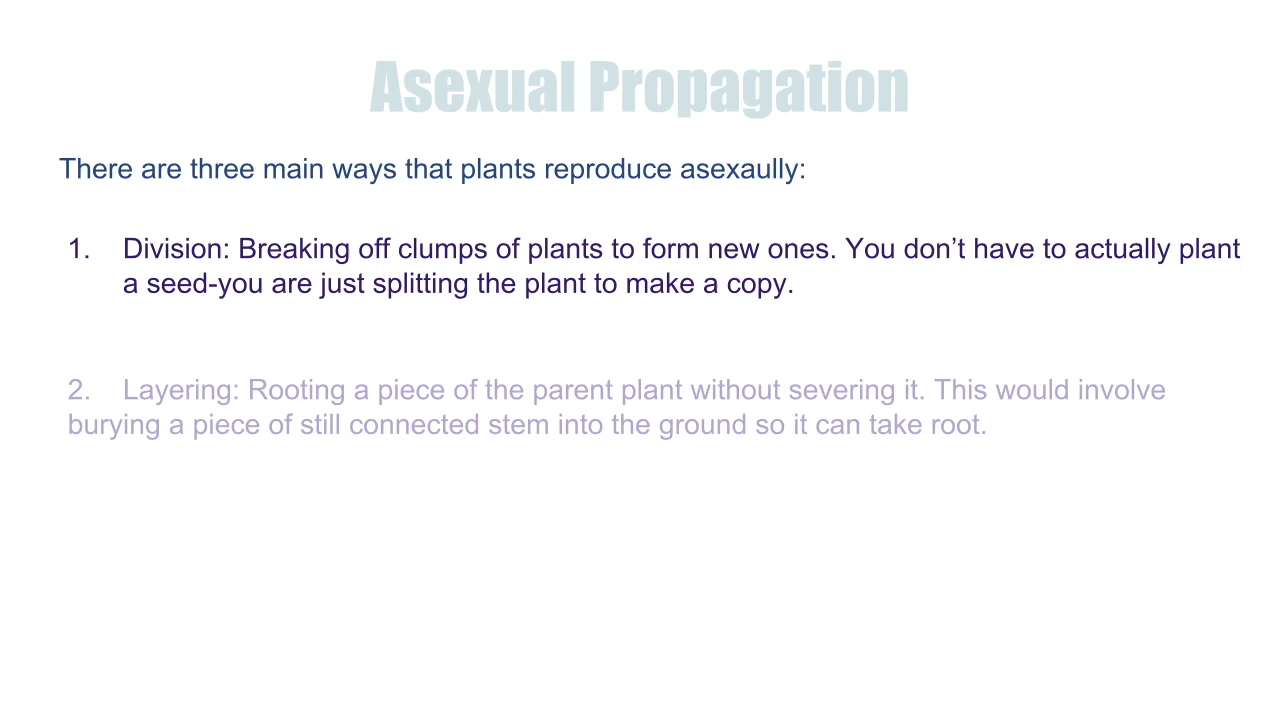 Asexual Propagation
There are three main ways that plants reproduce asexaully:
1. Division: Breaking off clumps of plants to form new ones. You don’t have to actually plant
a seed-you are just splitting the plant to make a copy.
2. Layering: Rooting a piece of the parent plant without severing it. This would involve
burying a piece of still connected stem into the ground so it can take root.